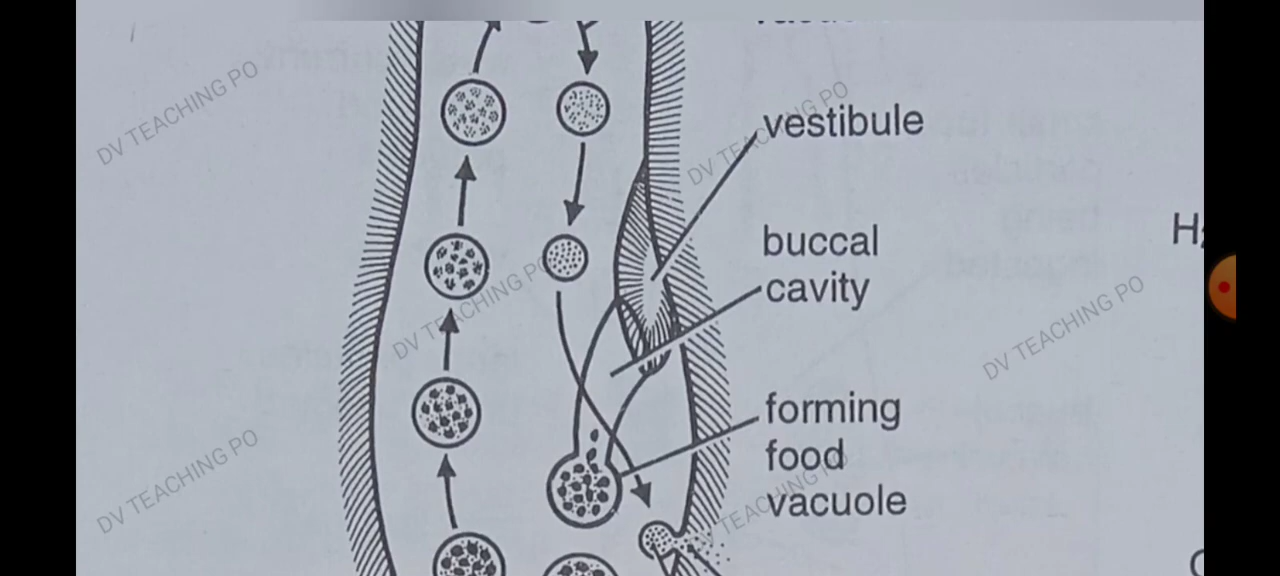 vestibule
buccal
cavity
forming
food
vacuole
DV TEACHING PO
DV TEACHING PO
DV TEACHING PO
DV TEACHING PO
DV TEACHING PO